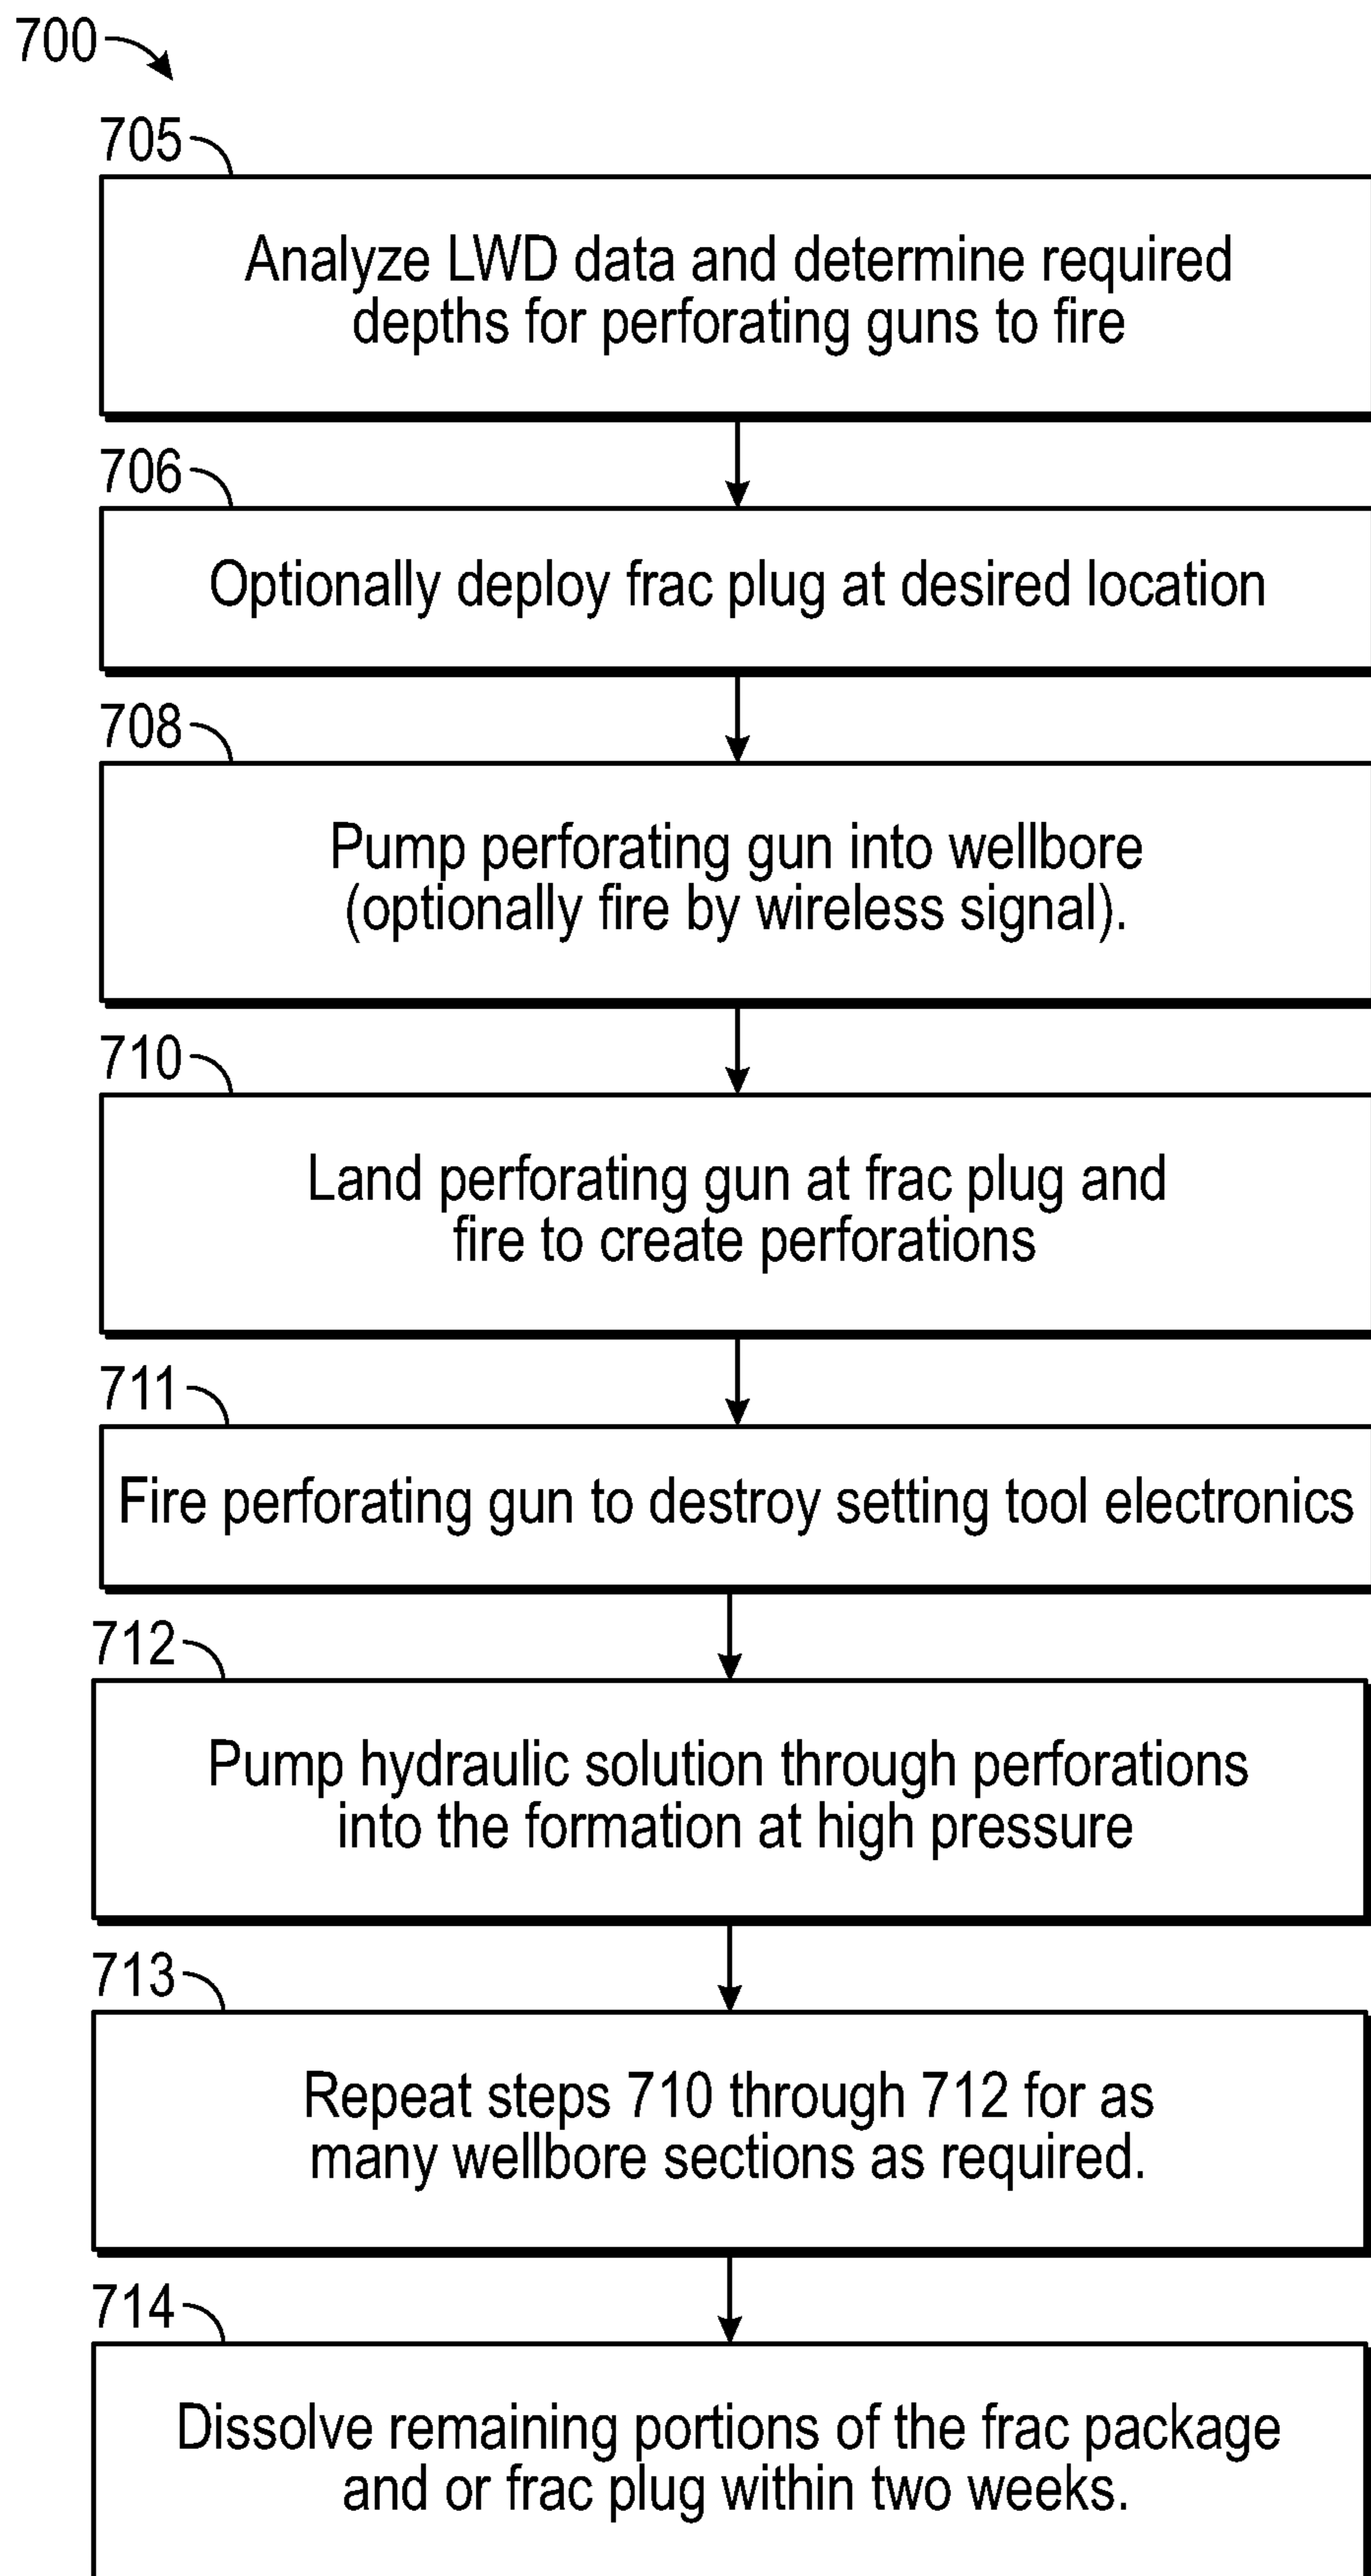 700
705
Analyze LWD data and determine required
depths for perforating guns to fire
706
Optionally deploy frac plug at desired location
708
Pump perforating gun into wellbore
(optionally fire by wireless signal).
710
Land perforating gun at frac plug and
fire to create perforations
711
Fire perforating gun to destroy setting tool electronics
712
Pump hydraulic solution through perforations
into the formation at high pressure
713
Repeat steps 710 through 712 for as
many wellbore sections as required.
714
Dissolve remaining portions of the frac package
and or frac plug within two weeks.